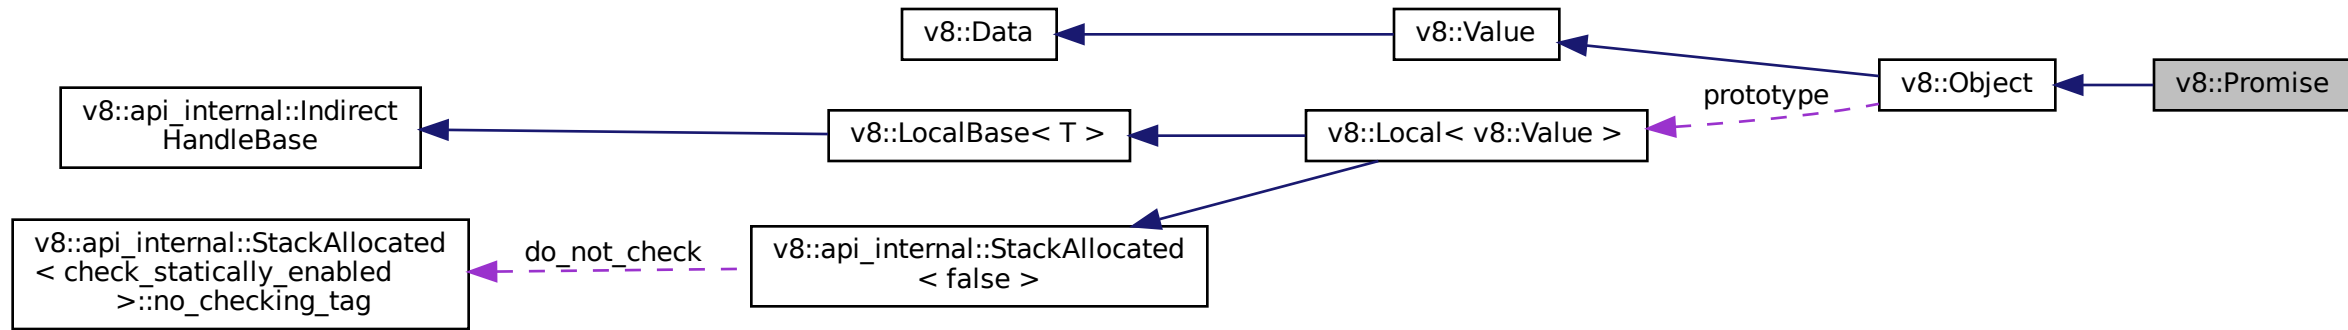 v8::Data
v8::Value
v8::Object
v8::Promise
prototype
v8::api_internal::Indirect
HandleBase
v8::LocalBase< T >
v8::Local< v8::Value >
v8::api_internal::StackAllocated
< check_statically_enabled
>::no_checking_tag
do_not_check
v8::api_internal::StackAllocated
< false >